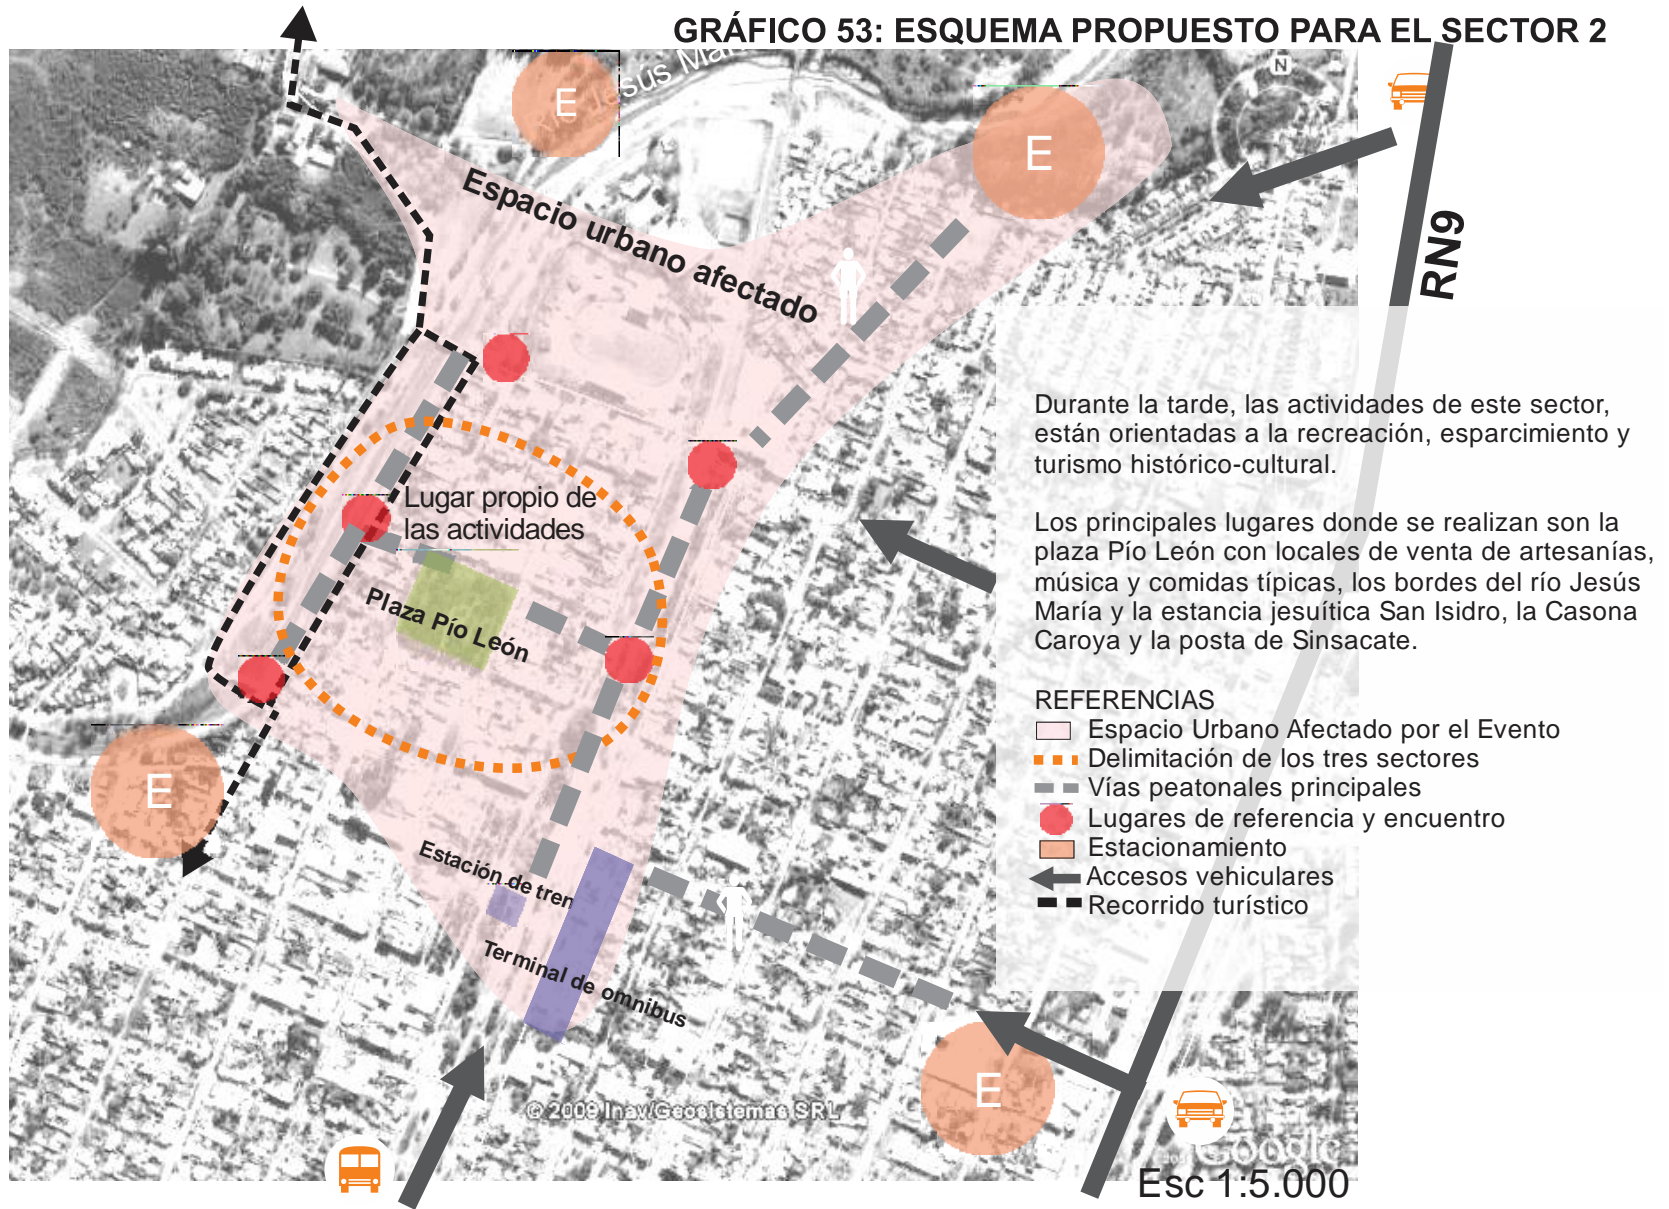 GRÁFICO 53: ESQUEMA PROPUESTO PARA EL SECTOR 2
N
Jesús
E
E
RN9
Espacio urbano afectado
Durante la tarde, las actividades de este sector,
están orientadas a la recreación, esparcimiento y
turismo histórico-cultural.
Los principales lugares donde se realizan son la
plaza Pío León con locales de venta de artesanías,
música y comidas típicas, los bordes del río Jesús
María y la estancia jesuítica San Isidro, la Casona
Caroya y la posta de Sinsacate.
Lugar propio de
las actividades
Plaza Pío León
REFERENCIAS
Espacio Urbano Afectado por el Evento
Delimitación de los tres sectores
Vías peatonales principales
Lugares de referencia y encuentro
Estacionamiento
Accesos vehiculares
Recorrido turístico
E
Estación de tren
Terminal de omnibus
E
© 2009 Inav/Geosistemas SRL
Google
Esc 1:5.000